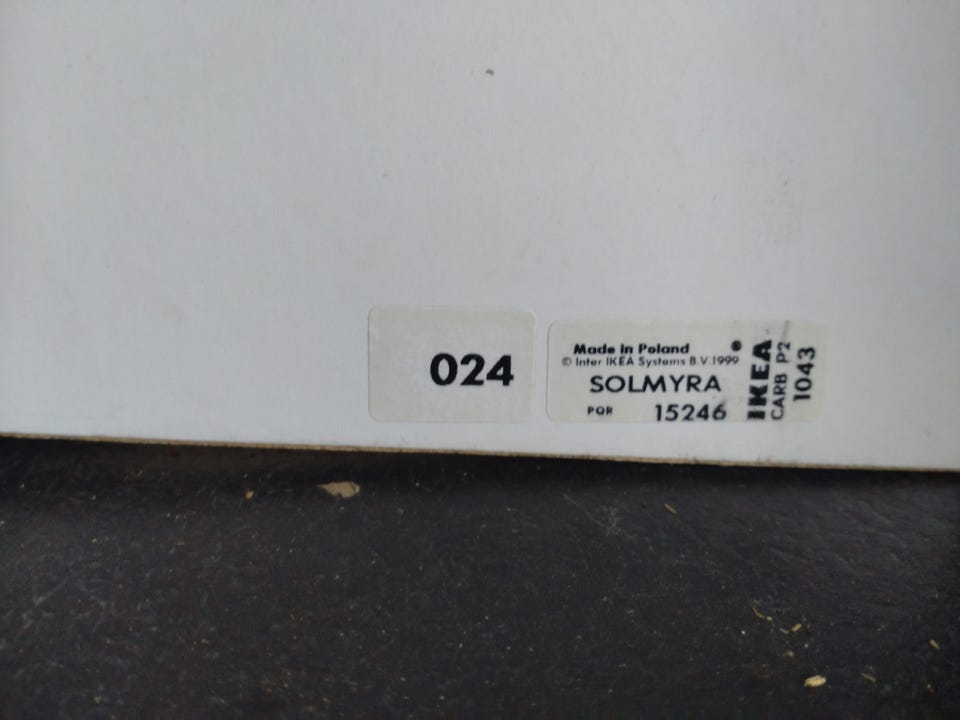 024
Made in Poland
© Inter IKEA Systems B.V.1999
SOLMYRA
PQR 15246
®
IKEA
CARB P2
1043